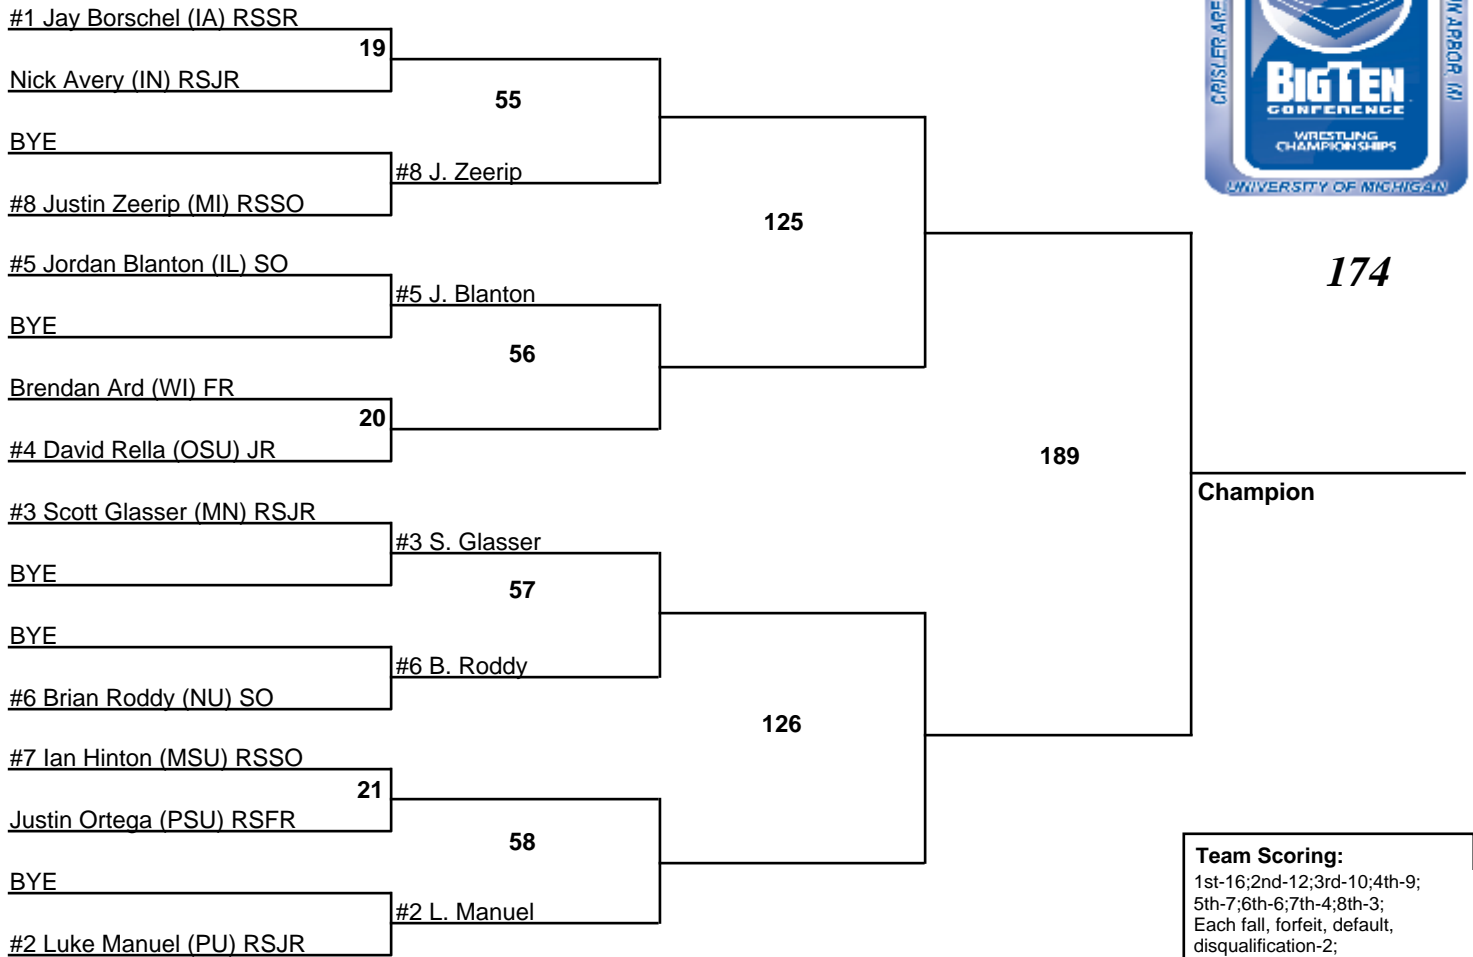 #1 Jay Borschel (IA) RSSR
19
Nick Avery (IN) RSJR
55
BYE
#8 J. Zeerip
#8 Justin Zeerip (MI) RSSO
125
#5 Jordan Blanton (IL) SO
#5 J. Blanton
BYE
56
Brendan Ard (WI) FR
20
#4 David Rella (OSU) JR
189
#3 Scott Glasser (MN) RSJR
#3 S. Glasser
BYE
57
BYE
#6 B. Roddy
#6 Brian Roddy (NU) SO
126
#7 Ian Hinton (MSU) RSSO
21
Justin Ortega (PSU) RSFR
58
BYE
#2 L. Manuel
#2 Luke Manuel (PU) RSJR
CRISLER ARE
N ARBOR, MI
BIGTEN
CONFERENCE
WRESTLING
CHAMPIONSHIPS
UNIVERSITY OF MICHIGAN
174
Champion
Team Scoring:
1st-16;2nd-12;3rd-10;4th-9;
5th-7;6th-6;7th-4;8th-3;
Each fall, forfeit, default,
disqualification-2;